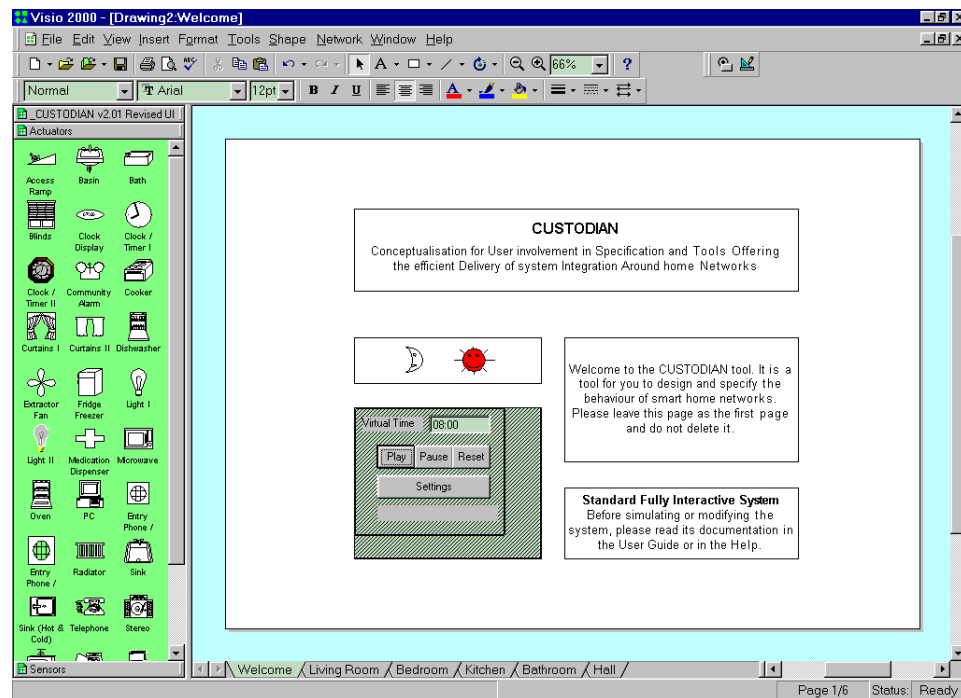 Visio 2000 - [Drawing2:Welcome]
File Edit View Insert Format Tools Shape Network Window Help
66%
Normal Arial 12pt B I U
_CUSTODIAN v2.01 Revised UI
Actuators
Access Ramp
Basin
Bath
Blinds
Clock Display
Clock / Timer I
Clock / Timer II
Community Alarm
Cooker
Curtains I
Curtains II
Dishwasher
Extractor Fan
Fridge Freezer
Light I
Light II
Medication Dispenser
Microwave
Oven
PC
Entry Phone /
Entry Phone /
Radiator
Sink
Sink (Hot & Cold)
Telephone
Stereo
Sensors
CUSTODIAN
Conceptualisation for User involvement in Specification and Tools Offering
the efficient Delivery of system Integration Around home Networks
Welcome to the CUSTODIAN tool. It is a
tool for you to design and specify the
behaviour of smart home networks.
Please leave this page as the first page
and do not delete it.
Virtual Time 08:00
Play Pause Reset
Settings
Standard Fully Interactive System
Before simulating or modifying the
system, please read its documentation in
the User Guide or in the Help.
Welcome Living Room Bedroom Kitchen Bathroom Hall
Page 1/6 Status: Ready